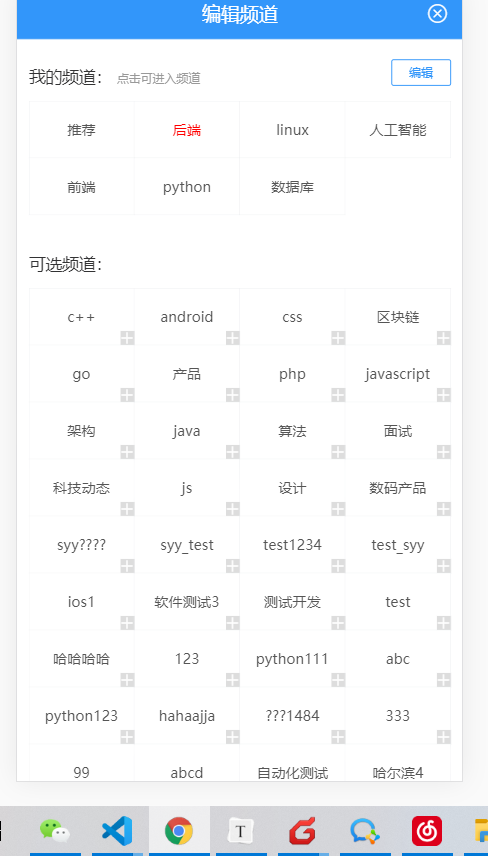 编辑频道
我的频道： 点击可进入频道 编辑
推荐 后端 linux 人工智能
前端 python 数据库
可选频道：
c++ android css 区块链
go 产品 php javascript
架构 java 算法 面试
科技动态 js 设计 数码产品
syy???? syy_test test1234 test_syy
ios1 软件测试3 测试开发 test
哈哈哈哈 123 python111 abc
python123 hahaajja ???1484 333
99 abcd 自动化测试 哈尔滨4
T